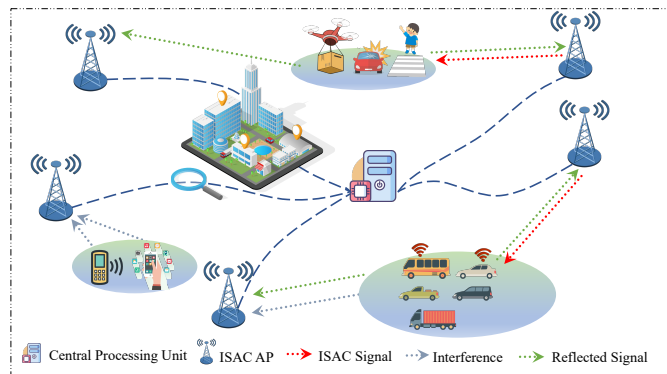 Central Processing Unit
ISAC AP
ISAC Signal
Interference
Reflected Signal